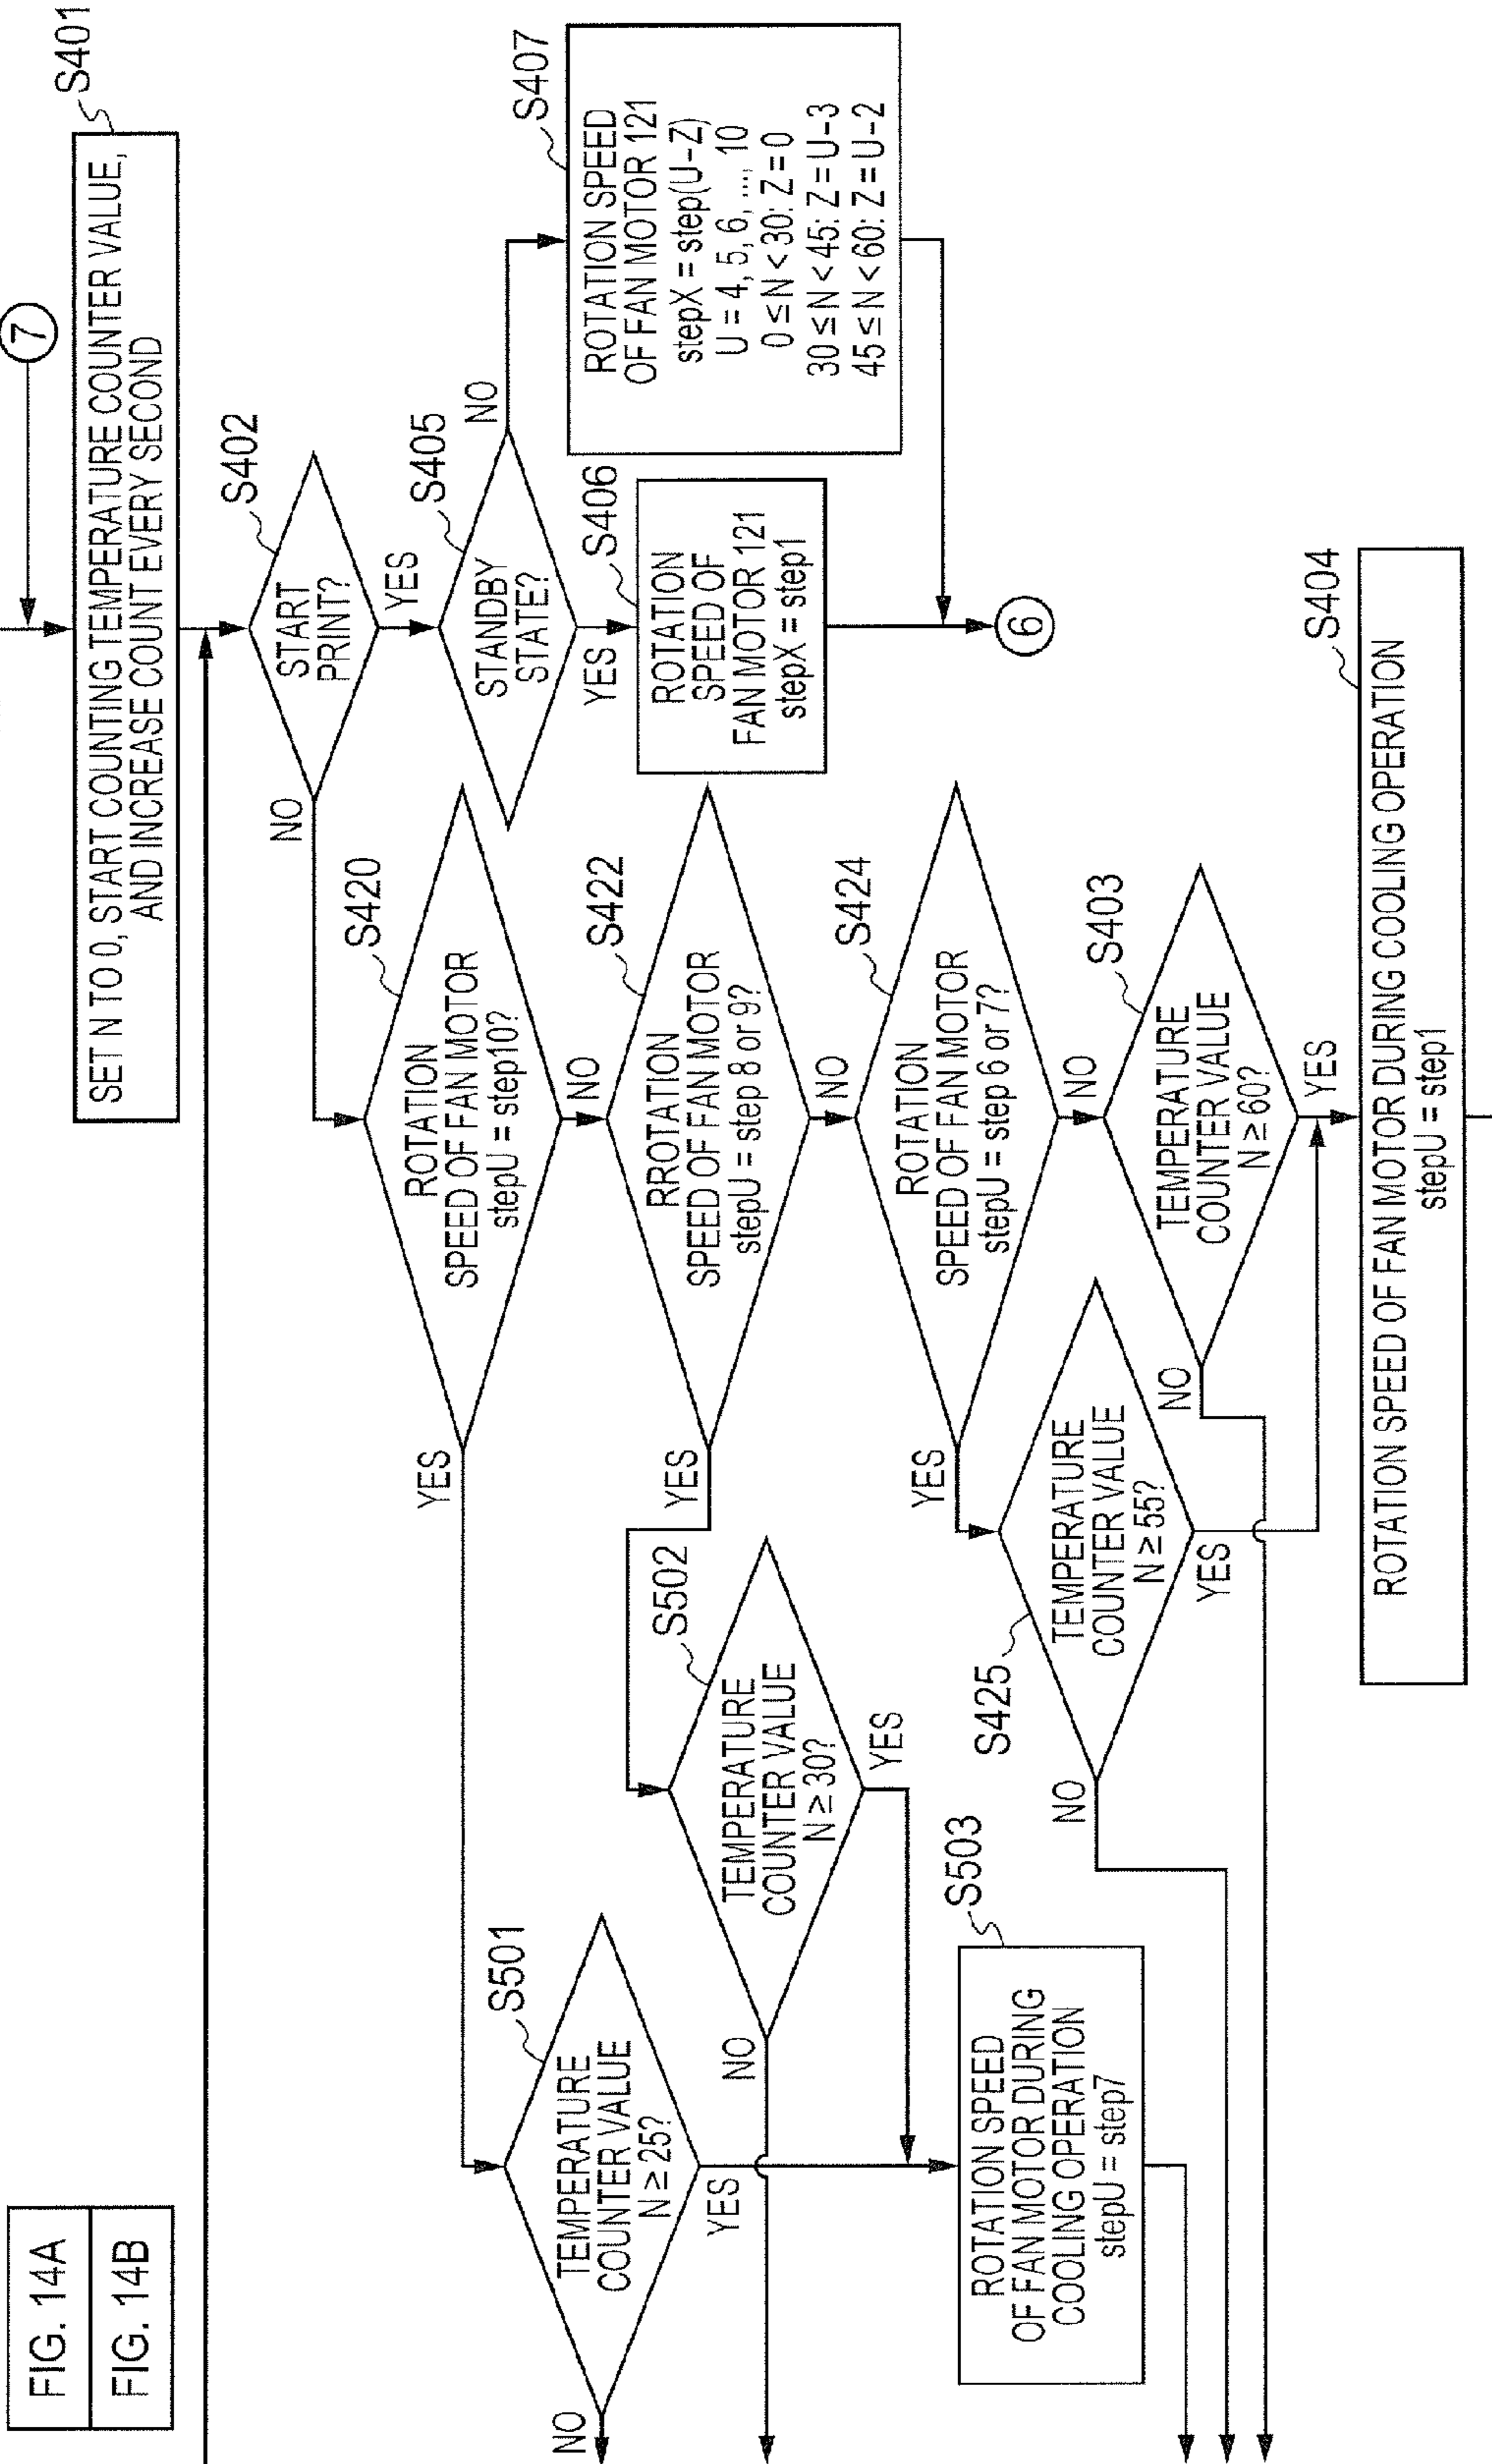 FIG. 14A
FIG. 14B
7
S401
SET N TO 0, START COUNTING TEMPERATURE COUNTER VALUE,
AND INCREASE COUNT EVERY SECOND
S402
START
PRINT?
NO
YES
S405
STANDBY
STATE?
NO
YES
S406
ROTATION
SPEED OF
FAN MOTOR 121
stepX = step1
S407
ROTATION SPEED
OF FAN MOTOR 121
stepX = step(U-Z)
U = 4, 5, 6, ..., 10
0 ≤ N < 30: Z = 0
30 ≤ N < 45: Z = U-3
45 ≤ N < 60: Z = U-2
6
S420
ROTATION
SPEED OF FAN MOTOR
stepU = step10?
YES
NO
S422
RROTATION
SPEED OF FAN MOTOR
stepU = step 8 or 9?
YES
NO
S424
ROTATION
SPEED OF FAN MOTOR
stepU = step 6 or 7?
YES
NO
S403
TEMPERATURE
COUNTER VALUE
N ≥ 60?
NO
YES
S501
TEMPERATURE
COUNTER VALUE
N ≥ 25?
NO
YES
S502
TEMPERATURE
COUNTER VALUE
N ≥ 30?
NO
YES
S425
TEMPERATURE
COUNTER VALUE
N ≥ 55?
NO
YES
S503
ROTATION SPEED
OF FAN MOTOR DURING
COOLING OPERATION
stepU = step7
S404
ROTATION SPEED OF FAN MOTOR DURING COOLING OPERATION
stepU = step1